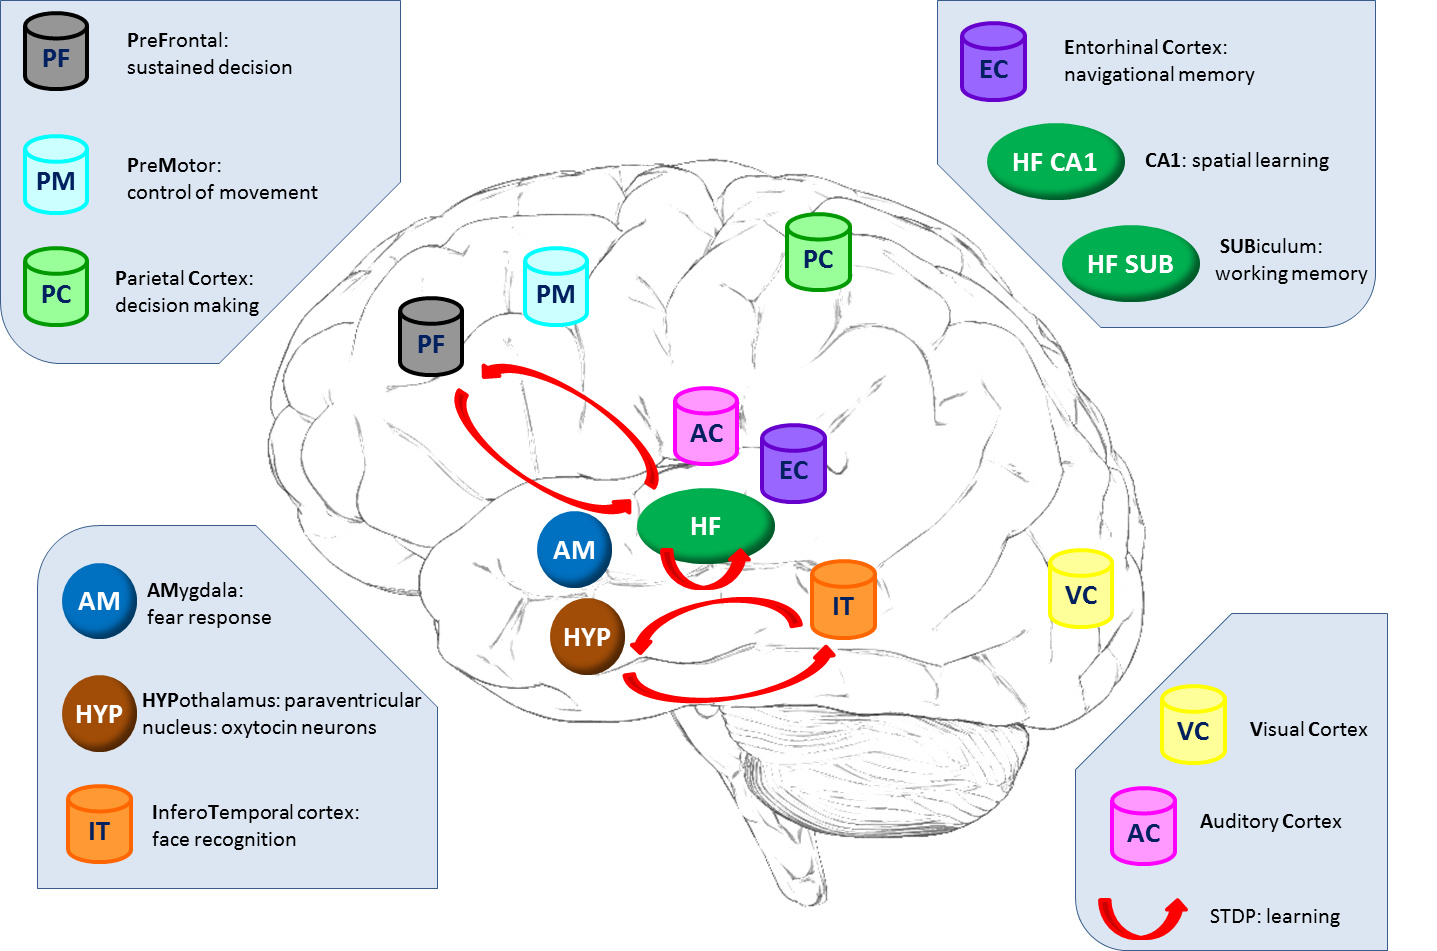 PF
PreFrontal:
sustained decision
PM
PreMotor:
control of movement
PC
Parietal Cortex:
decision making
EC
Entorhinal Cortex:
navigational memory
HF CA1
CA1: spatial learning
HF SUB
SUBiculum:
working memory
PC
PM
PF
AC
EC
HF
AM
IT
VC
HYP
AM
AMygdala:
fear response
HYP
HYPothalamus: paraventricular
nucleus: oxytocin neurons
IT
InferoTemporal cortex:
face recognition
VC
Visual Cortex
AC
Auditory Cortex
STDP: learning